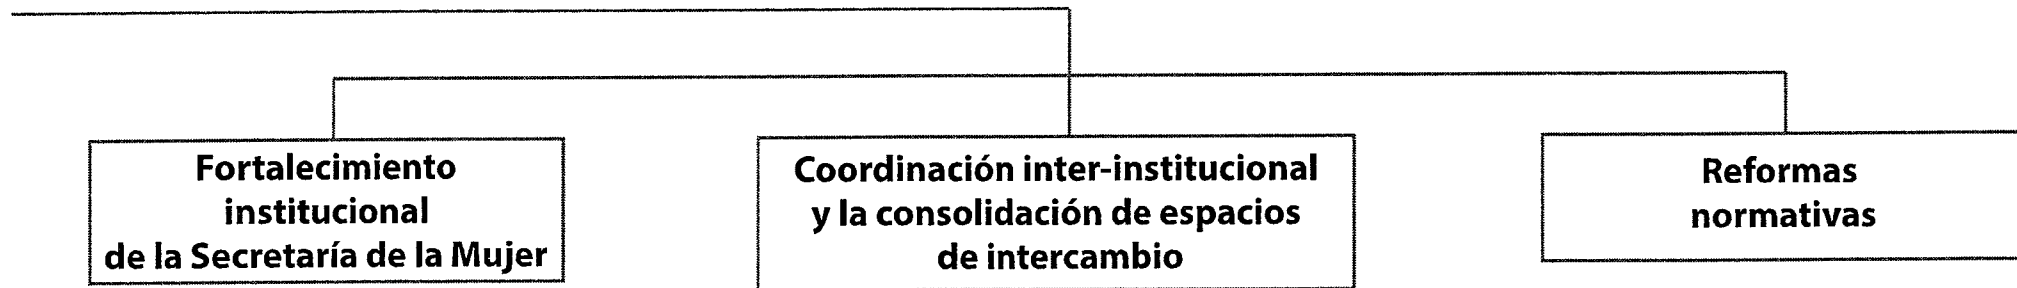 Fortalecimiento
institucional
de la Secretaría de la Mujer
Coordinación inter-institucional
y la consolidación de espacios
de intercambio
Reformas
normativas